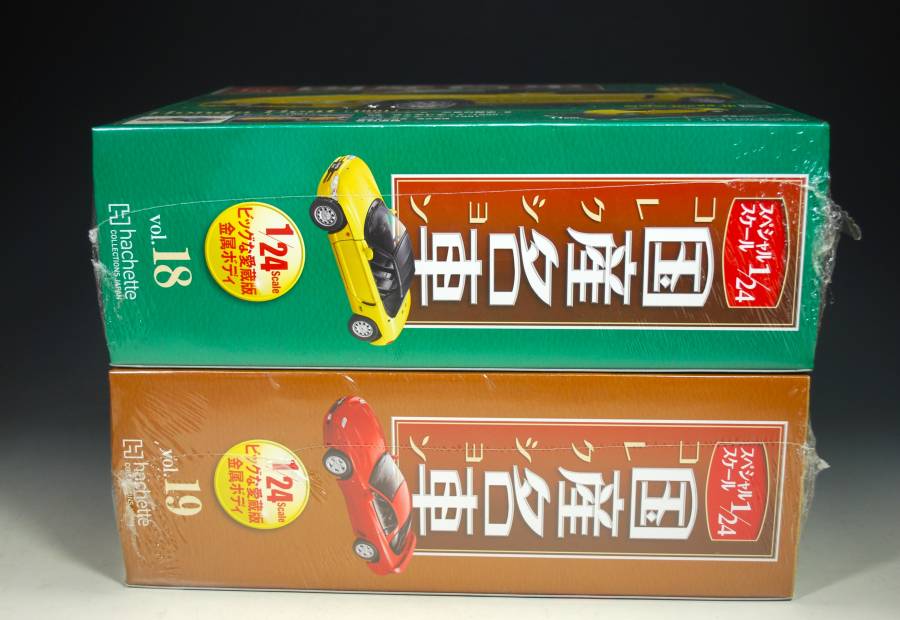 スペシャル
スケール
1/24
国産名車
コレクション
1/24 Scale
ビッグな愛蔵版
金属ボディ
vol.18
hachette
COLLECTIONS JAPAN
スペシャル
スケール
1/24
国産名車
コレクション
1/24 Scale
ビッグな愛蔵版
金属ボディ
vol.19
hachette